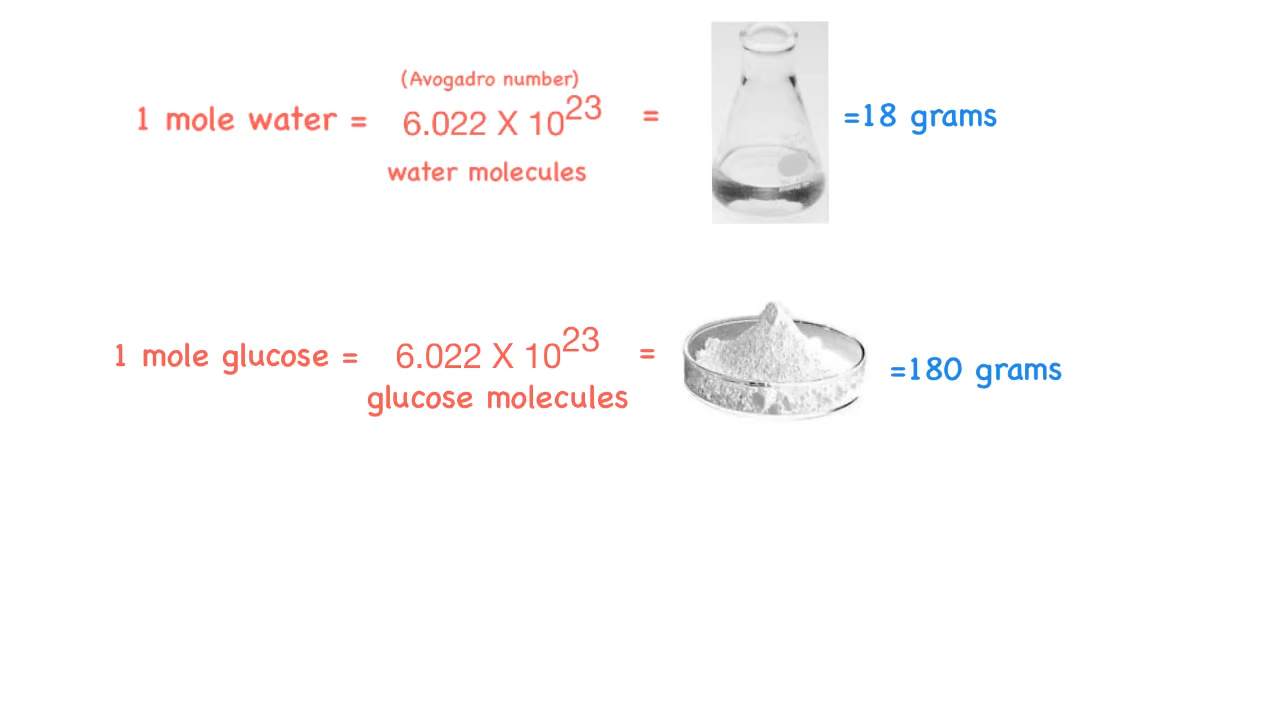 (Avogadro number)
1 mole water = 6.022 X 10^23 = =18 grams
water molecules
1 mole glucose = 6.022 X 10^23 = =180 grams
glucose molecules